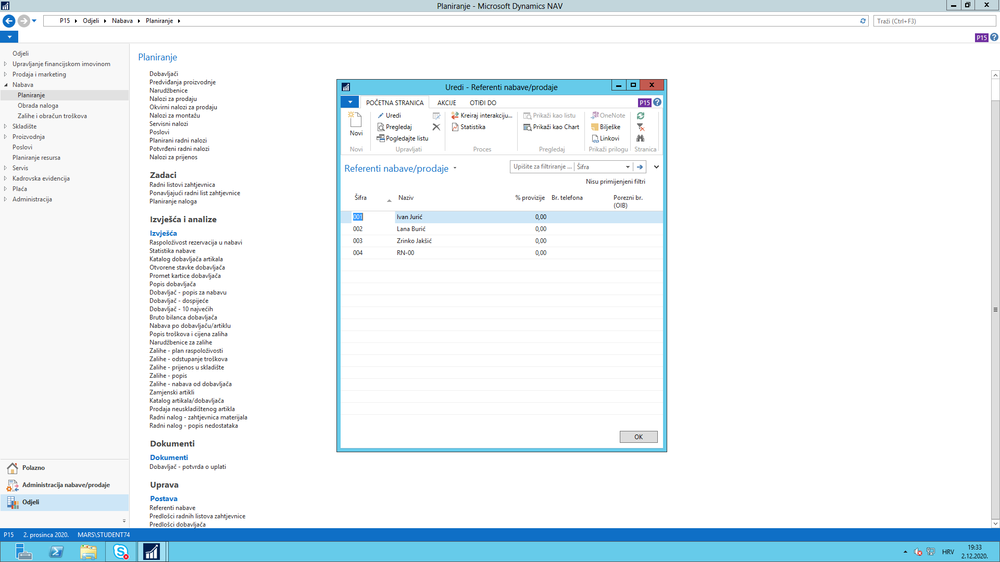 Planiranje - Microsoft Dynamics NAV
P15 Odjeli Nabava Planiranje
Traži (Ctrl+F3)
P15
Odjeli
Upravljanje financijskom imovinom
Prodaja i marketing
Nabava
Planiranje
Obrada naloga
Zalihe i obračun troškova
Skladište
Proizvodnja
Poslovi
Planiranje resursa
Servis
Kadrovska evidencija
Plaća
Administracija
Polazno
Administracija nabave/prodaje
Odjeli
Planiranje
Dobavljači
Predviđanja proizvodnje
Narudžbenice
Nalozi za prodaju
Okvirni nalozi za prodaju
Nalozi za montažu
Servisni nalozi
Poslovi
Planirani radni nalozi
Potvrđeni radni nalozi
Nalozi za prijenos
Zadaci
Radni listovi zahtjevnica
Ponavljajući radni list zahtjevnice
Planiranje naloga
Izvješća i analize
Izvješća
Raspoloživost rezervacija u nabavi
Statistika nabave
Katalog dobavljača artikala
Otvorene stavke dobavljača
Promet kartice dobavljača
Popis dobavljača
Dobavljač - popis za nabavu
Dobavljač - dospijeće
Dobavljač - 10 najvećih
Bruto bilanca dobavljača
Nabava po dobavljaču/artiklu
Popis troškova i cijena zaliha
Narudžbenice za zalihe
Zalihe - plan raspoloživosti
Zalihe - odstupanje troškova
Zalihe - prijenos u skladište
Zalihe - popis
Zalihe - nabava od dobavljača
Zamjenski artikli
Katalog artikala/dobavljača
Prodaja neuskladištenog artikla
Radni nalog - zahtjevnica materijala
Radni nalog - popis nedostataka
Dokumenti
Dokumenti
Dobavljač - potvrda o uplati
Uprava
Postava
Referenti nabave
Predlošci radnih listova zahtjevnice
Predlošci dobavljača
Uredi - Referenti nabave/prodaje
POČETNA STRANICA AKCIJE OTIĐI DO
P15
Novi
Novi
Uredi
Pregledaj
Pogledajte listu
Upravljati
Kreiraj interakciju...
Statistika
Proces
Prikaži kao listu
Prikaži kao Chart
Pregledaj
OneNote
Bilješke
Linkovi
Prikaži prilogu
Stranica
Referenti nabave/prodaje
Upišite za filtriranje ... Šifra
Nisu primijenjeni filtri
Šifra Naziv % provizije Br. telefona Porezni br. (OIB)
001 Ivan Jurić 0,00
002 Lana Burić 0,00
003 Zrinko Jakšić 0,00
004 RN-00 0,00
OK
P15 2. prosinca 2020. MARS\STUDENT74
HRV
19:33
2.12.2020.